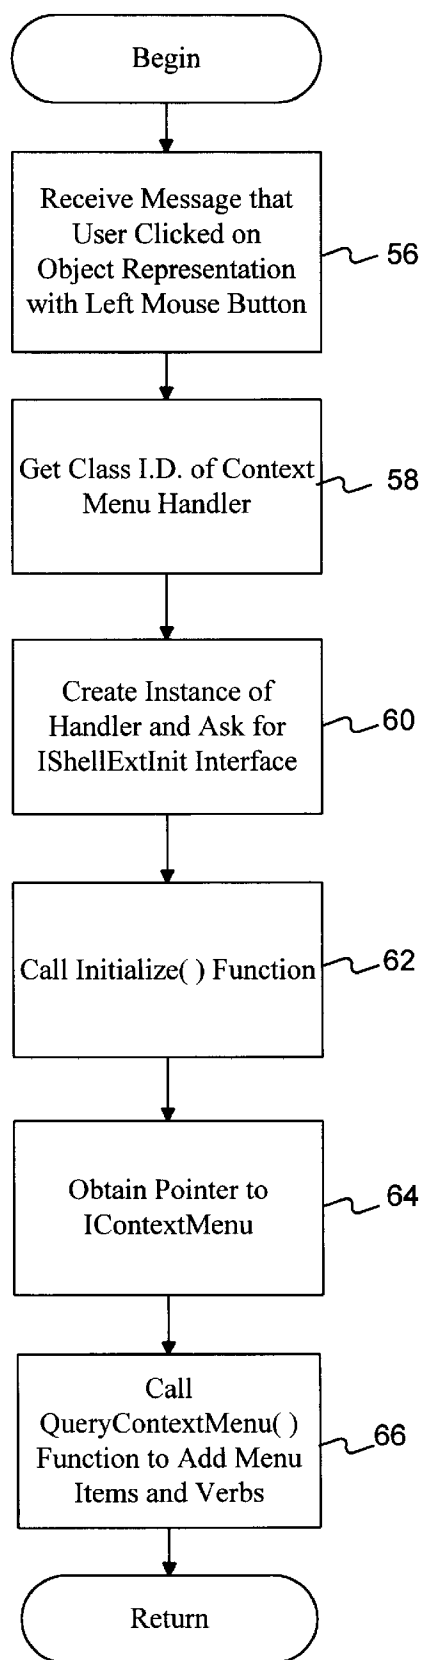 Begin
Receive Message that
User Clicked on
Object Representation
with Left Mouse Button
56
Get Class I.D. of Context
Menu Handler
58
Create Instance of
Handler and Ask for
IShellExtInit Interface
60
Call Initialize( ) Function
62
Obtain Pointer to
IContextMenu
64
Call
QueryContextMenu( )
Function to Add Menu
Items and Verbs
66
Return